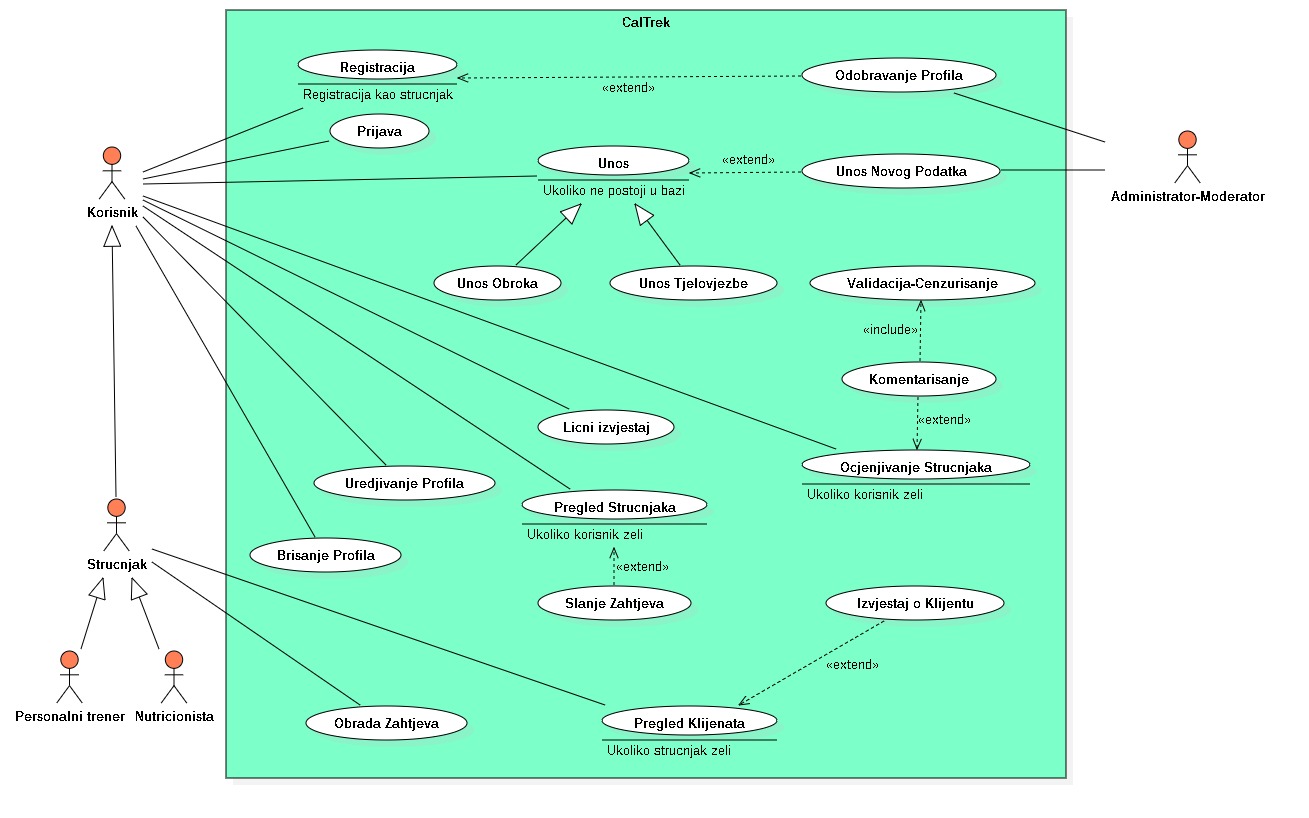 CalTrek
Registracija
Registracija kao strucnjak
«extend»
Odobravanje Profila
Prijava
Unos
Ukoliko ne postoji u bazi
«extend»
Unos Novog Podatka
Administrator-Moderator
Korisnik
Unos Obroka
Unos Tjelovjezbe
Validacija-Cenzurisanje
«include»
Komentarisanje
«extend»
Licni izvjestaj
Ocjenjivanje Strucnjaka
Ukoliko korisnik zeli
Uredjivanje Profila
Pregled Strucnjaka
Ukoliko korisnik zeli
Brisanje Profila
Strucnjak
«extend»
Slanje Zahtjeva
Izvjestaj o Klijentu
«extend»
Personalni trener
Nutricionista
Obrada Zahtjeva
Pregled Klijenata
Ukoliko strucnjak zeli